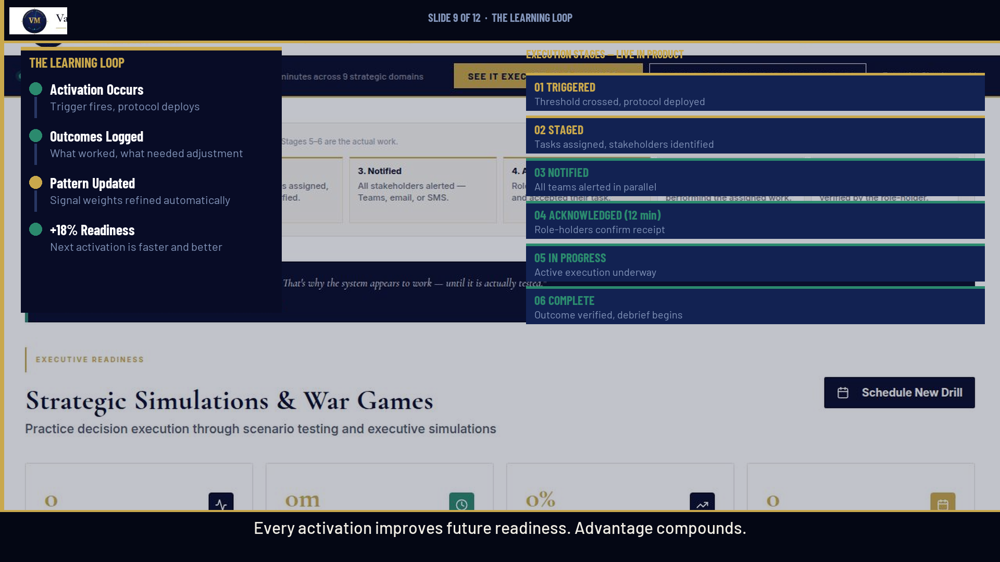 VM
Va
SLIDE 9 OF 12 · THE LEARNING LOOP
THE LEARNING LOOP
Activation Occurs
Trigger fires, protocol deploys
Outcomes Logged
What worked, what needed adjustment
Pattern Updated
Signal weights refined automatically
+18% Readiness
Next activation is faster and better
EXECUTION STAGES — LIVE IN PRODUCT
minutes across 9 strategic domains
SEE IT EXEC
01 TRIGGERED
Threshold crossed, protocol deployed
02 STAGED
Tasks assigned, stakeholders identified
03 NOTIFIED
All teams alerted in parallel
04 ACKNOWLEDGED (12 min)
Role-holders confirm receipt
05 IN PROGRESS
Active execution underway
06 COMPLETE
Outcome verified, debrief begins
Stages 5–6 are the actual work.
s assigned,
fied.
3. Notified
All stakeholders alerted —
Teams, email, or SMS.
4. A
Rol
and accepted their task.
performing the assigned work.
verified by the role-holder.
That's why the system appears to work — until it is actually tested."
EXECUTIVE READINESS
Strategic Simulations & War Games
Practice decision execution through scenario testing and executive simulations
Schedule New Drill
0
0m
0%
0
Every activation improves future readiness. Advantage compounds.